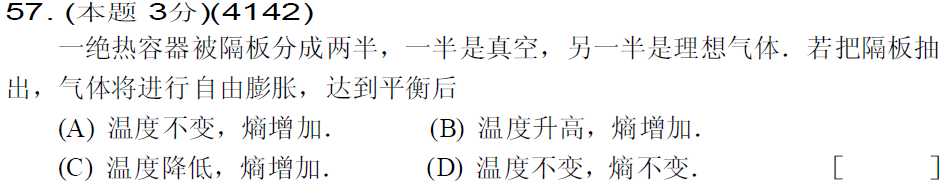 57. (本题 3分)(4142)
一绝热容器被隔板分成两半，一半是真空，另一半是理想气体．若把隔板抽
出，气体将进行自由膨胀，达到平衡后
(A) 温度不变，熵增加． (B) 温度升高，熵增加．
(C) 温度降低，熵增加． (D) 温度不变，熵不变． [ ]